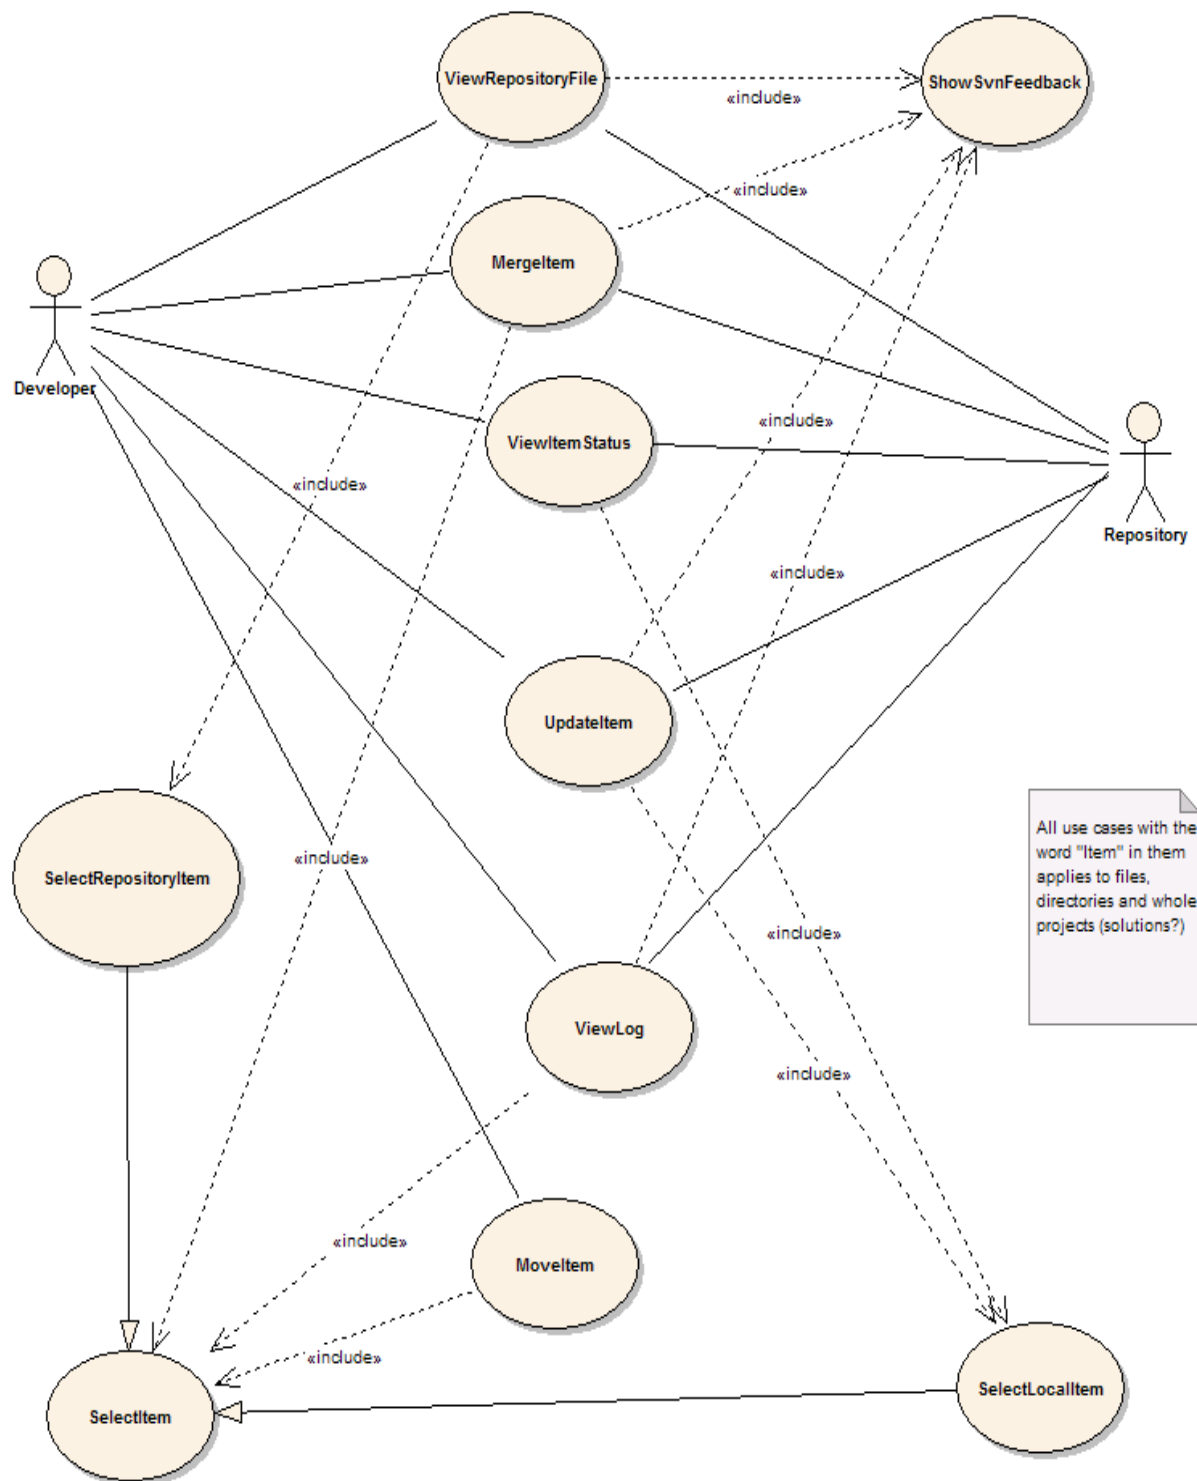 ViewRepositoryFile
ShowSvnFeedback
«include»
«include»
MergeItem
Developer
«include»
ViewItemStatus
«include»
Repository
«include»
UpdateItem
All use cases with the
word "Item" in them
applies to files,
directories and whole
projects (solutions?)
«include»
SelectRepositoryItem
«include»
ViewLog
«include»
«include»
MoveItem
«include»
SelectItem
SelectLocalItem